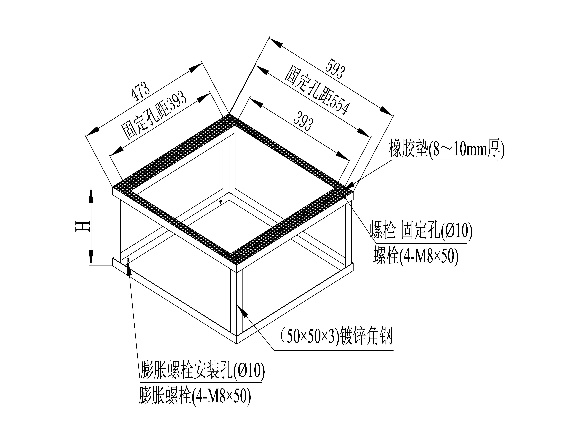 593
固定孔距554
393
473
固定孔距393
橡胶垫(8～10mm厚)
H
螺栓 固定孔(Ø10)
螺栓(4-M8×50)
(50×50×3)镀锌角钢
膨胀螺栓安装孔(Ø10)
膨胀螺栓(4-M8×50)